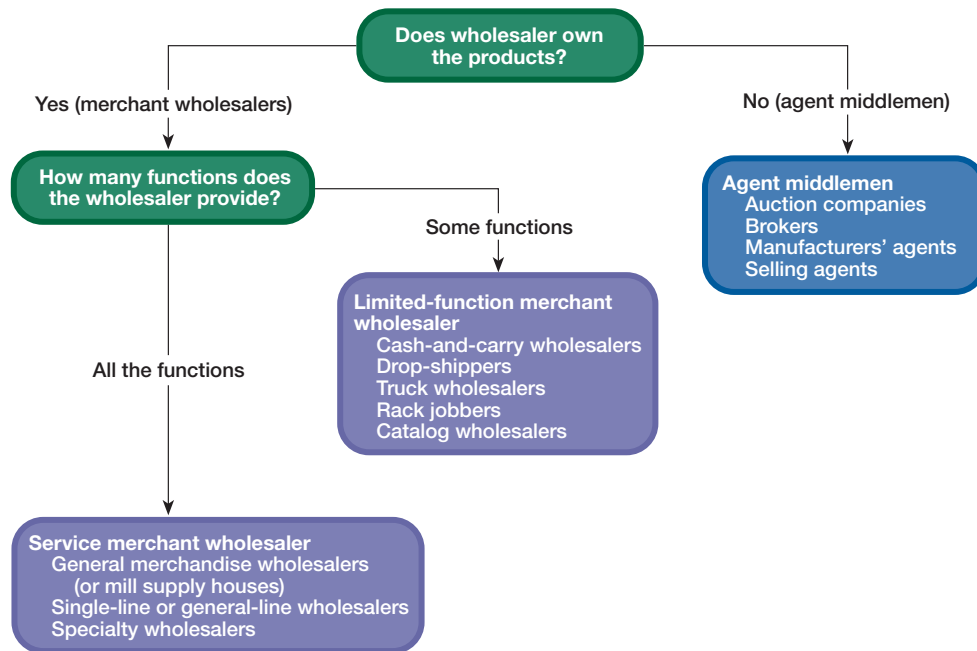 Does wholesaler own
the products?
Yes (merchant wholesalers)
No (agent middlemen)
How many functions does
the wholesaler provide?
Agent middlemen
Auction companies
Brokers
Manufacturers’ agents
Selling agents
Some functions
Limited-function merchant
wholesaler
Cash-and-carry wholesalers
Drop-shippers
Truck wholesalers
Rack jobbers
Catalog wholesalers
All the functions
Service merchant wholesaler
General merchandise wholesalers
(or mill supply houses)
Single-line or general-line wholesalers
Specialty wholesalers